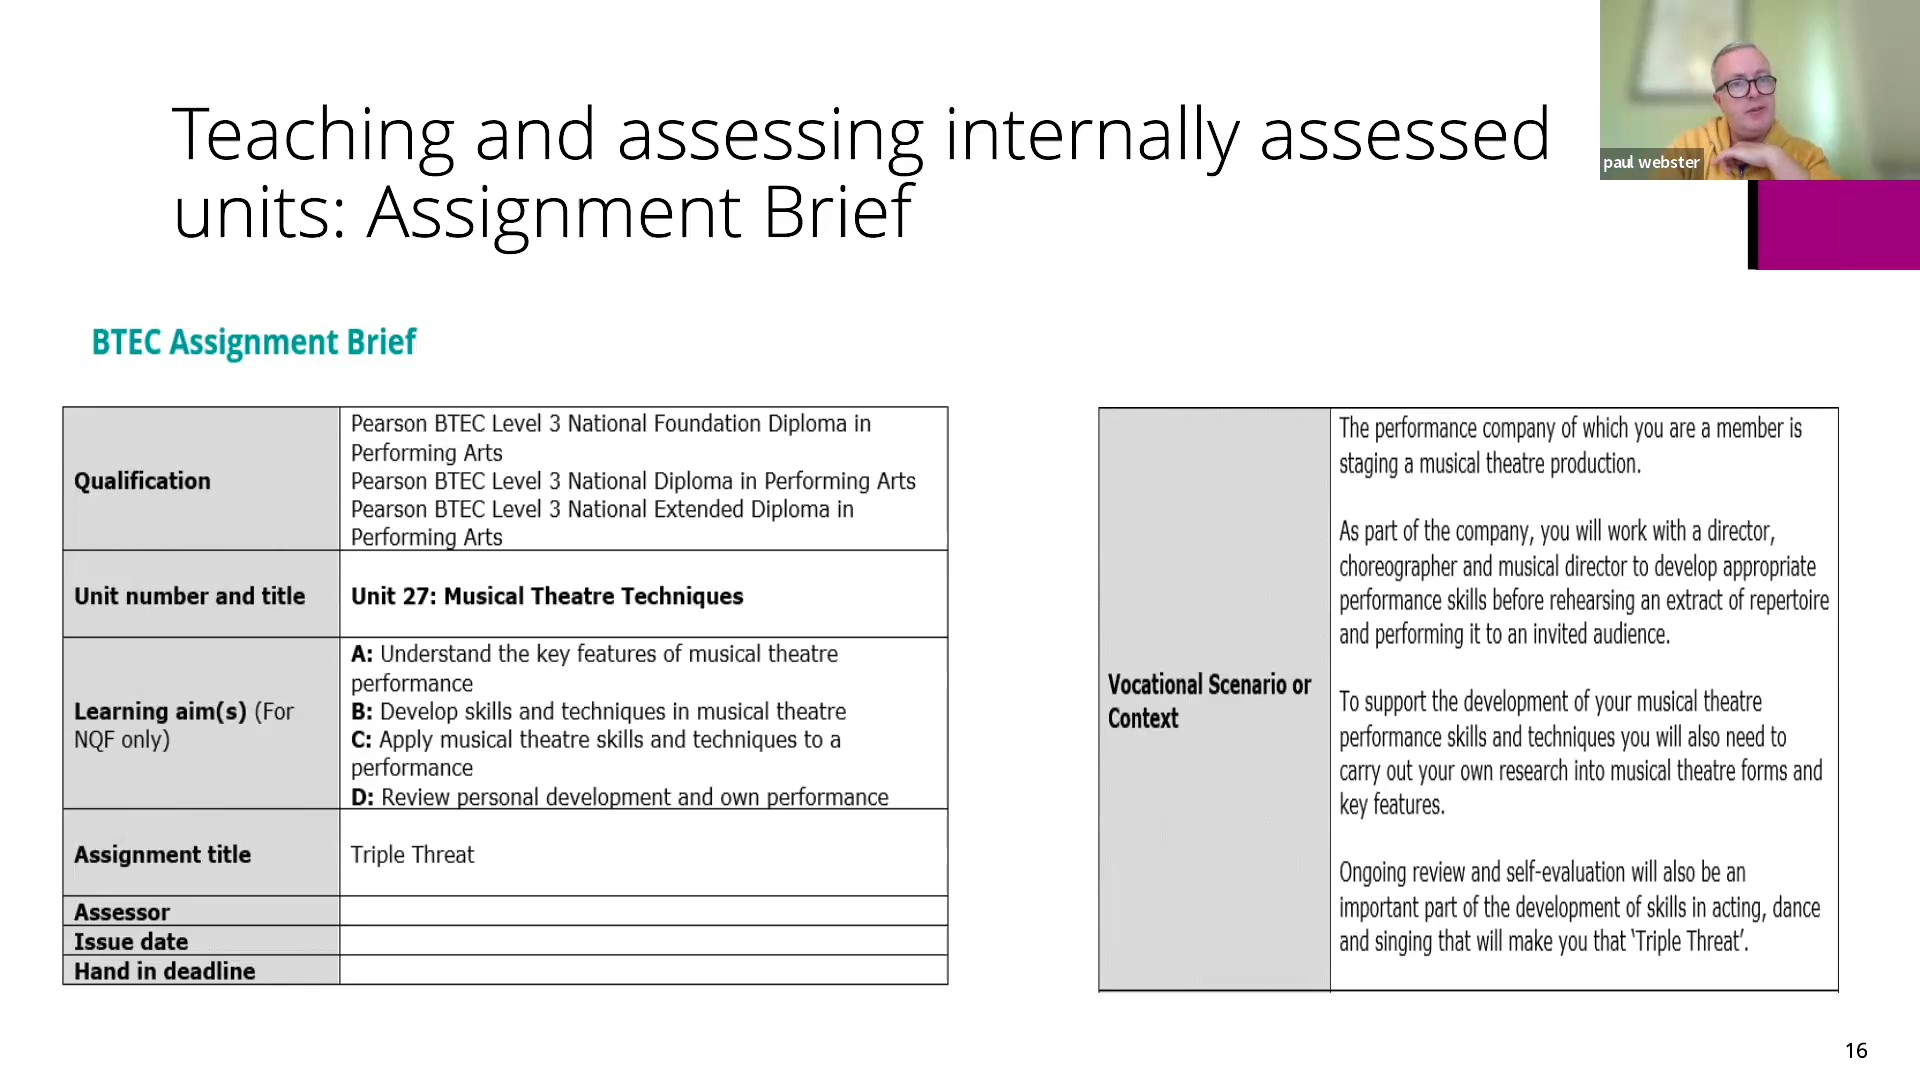 Teaching and assessing internally assessed
units: Assignment Brief
paul webster
BTEC Assignment Brief
Qualification
Pearson BTEC Level 3 National Foundation Diploma in
Performing Arts
Pearson BTEC Level 3 National Diploma in Performing Arts
Pearson BTEC Level 3 National Extended Diploma in
Performing Arts
Unit number and title
Unit 27: Musical Theatre Techniques
Learning aim(s) (For
NQF only)
A: Understand the key features of musical theatre
performance
B: Develop skills and techniques in musical theatre
C: Apply musical theatre skills and techniques to a
performance
D: Review personal development and own performance
Assignment title
Triple Threat
Assessor
Issue date
Hand in deadline
Vocational Scenario or
Context
The performance company of which you are a member is
staging a musical theatre production.
As part of the company, you will work with a director,
choreographer and musical director to develop appropriate
performance skills before rehearsing an extract of repertoire
and performing it to an invited audience.
To support the development of your musical theatre
performance skills and techniques you will also need to
carry out your own research into musical theatre forms and
key features.
Ongoing review and self-evaluation will also be an
important part of the development of skills in acting, dance
and singing that will make you that ‘Triple Threat’.
16